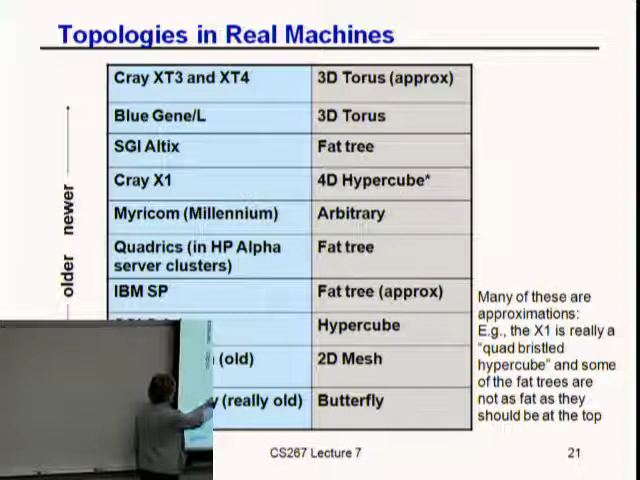 Topologies in Real Machines
Cray XT3 and XT4 3D Torus (approx)
Blue Gene/L 3D Torus
SGI Altix Fat tree
Cray X1 4D Hypercube*
Myricom (Millennium) Arbitrary
Quadrics (in HP Alpha
server clusters) Fat tree
IBM SP Fat tree (approx)
Hypercube
(old) 2D Mesh
(really old) Butterfly
older newer
Many of these are
approximations:
E.g., the X1 is really a
"quad bristled
hypercube" and some
of the fat trees are
not as fat as they
should be at the top
CS267 Lecture 7
21